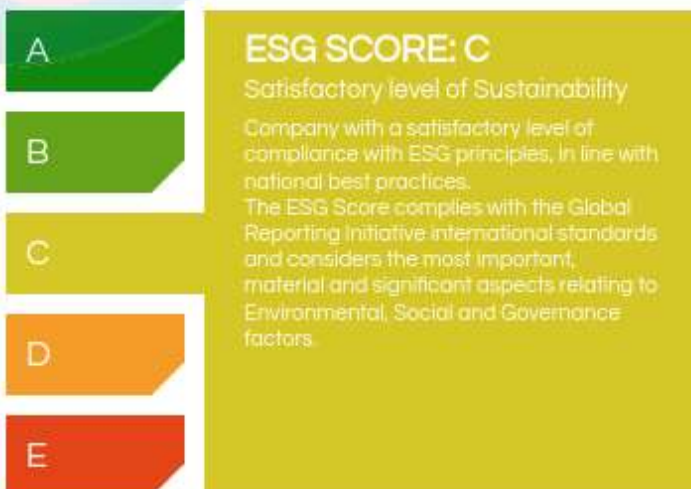 A
B
C
D
E
ESG SCORE: C
Satisfactory level of Sustainability
Company with a satisfactory level of
compliance with ESG principles, in line with
national best practices.
The ESG Score complies with the Global
Reporting Initiative international standards
and considers the most important,
material and significant aspects relating to
Environmental, Social and Governance
factors.